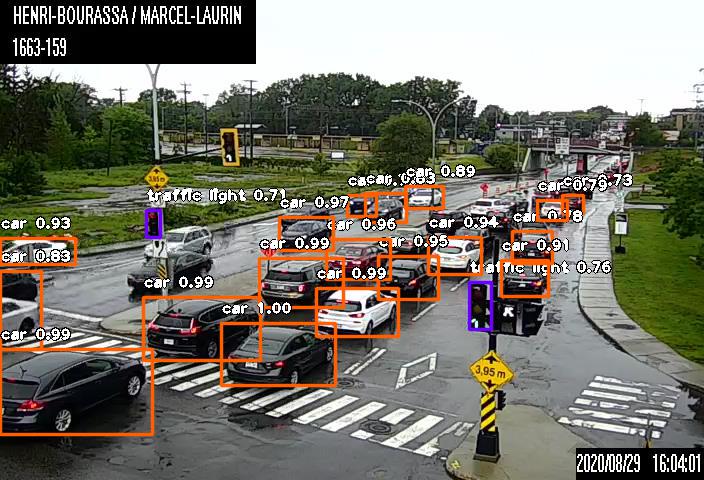 HENRI-BOURASSA / MARCEL-LAURIN
1663-159
car 0.89
car 0.73
traffic light 0.71
car 0.97
car 0.93
car 0.96
car 0.94
car 0.99
car 0.95
car 0.91
car 0.83
car 0.99
traffic light 0.76
3,95 m
car 0.99
car 1.00
car 0.99
3,95 m
2020/08/29 16:04:01